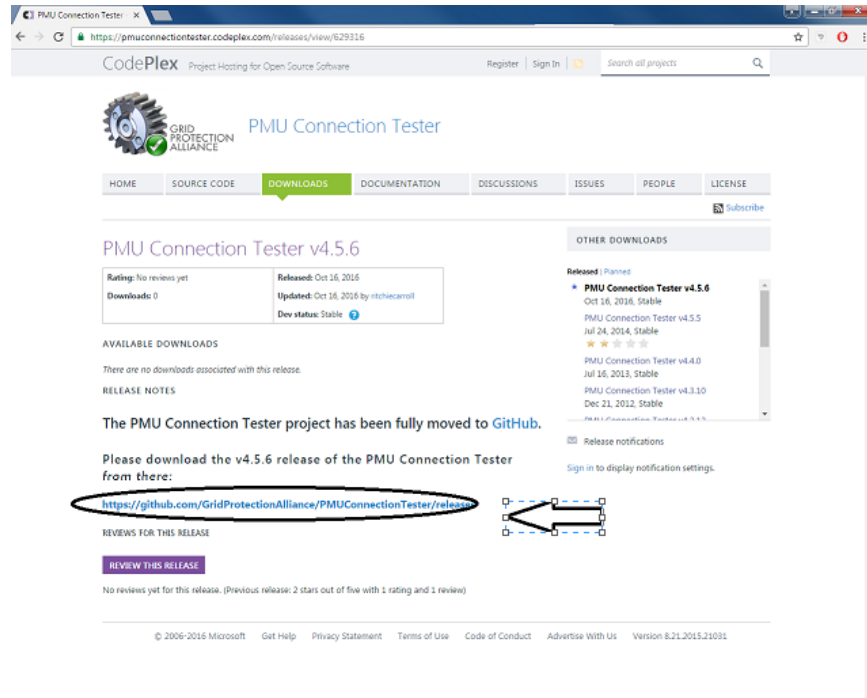 PMU Connection Tester
https://pmuconnectiontester.codeplex.com/releases/view/629316
CodePlex Project Hosting for Open Source Software
Register Sign In Search all projects
GRID
PROTECTION
ALLIANCE
PMU Connection Tester
HOME SOURCE CODE DOWNLOADS DOCUMENTATION DISCUSSIONS ISSUES PEOPLE LICENSE
Subscribe
PMU Connection Tester v4.5.6
Rating: No reviews yet Released: Oct 16, 2016
Downloads: 0 Updated: Oct 16, 2016 by ritchiecarroll
Dev status: Stable ?
AVAILABLE DOWNLOADS
There are no downloads associated with this release.
RELEASE NOTES
The PMU Connection Tester project has been fully moved to GitHub.
Please download the v4.5.6 release of the PMU Connection Tester
from there:
https://github.com/GridProtectionAlliance/PMUConnectionTester/release
REVIEWS FOR THIS RELEASE
REVIEW THIS RELEASE
No reviews yet for this release. (Previous release: 2 stars out of five with 1 rating and 1 review)
OTHER DOWNLOADS
Released | Planned
PMU Connection Tester v4.5.6
Oct 16, 2016, Stable
PMU Connection Tester v4.5.5
Jul 24, 2014, Stable
PMU Connection Tester v4.4.0
Jul 16, 2013, Stable
PMU Connection Tester v4.3.10
Dec 21, 2012, Stable
PMU Connection Tester
Release notifications
Sign in to display notification settings.
© 2006-2016 Microsoft Get Help Privacy Statement Terms of Use Code of Conduct Advertise With Us Version 8.21.2015.21031